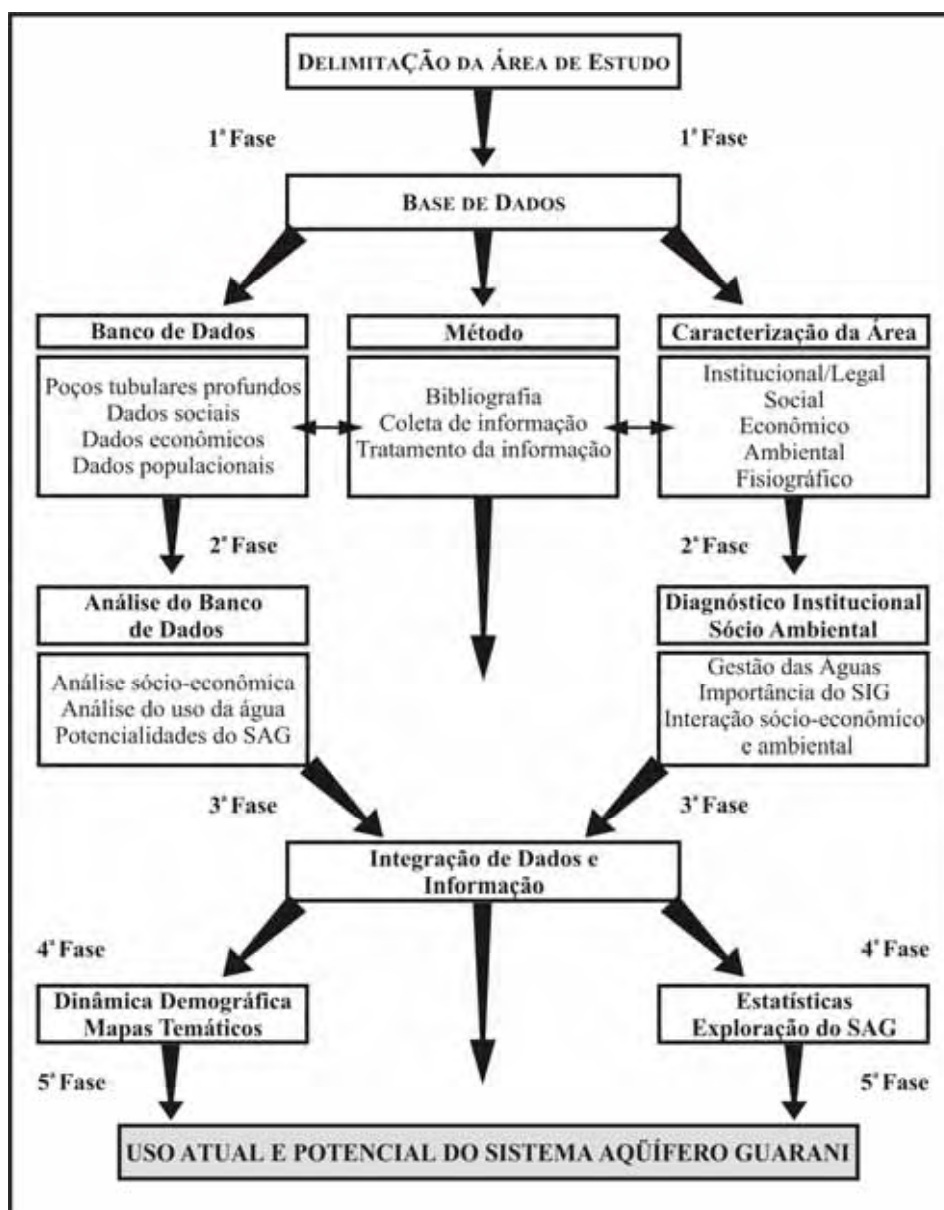 DELIMITAÇÃO DA ÁREA DE ESTUDO
1ª Fase
1ª Fase
BASE DE DADOS
Banco de Dados
Poços tubulares profundos
Dados sociais
Dados econômicos
Dados populacionais
Método
Bibliografia
Coleta de informação
Tratamento da informação
Caracterização da Área
Institucional/Legal
Social
Econômico
Ambiental
Fisiográfico
2ª Fase
2ª Fase
Análise do Banco
de Dados
Análise sócio-econômica
Análise do uso da água
Potencialidades do SAG
Diagnóstico Institucional
Sócio Ambiental
Gestão das Águas
Importância do SIG
Interação sócio-econômico
e ambiental
3ª Fase
3ª Fase
Integração de Dados e
Informação
4ª Fase
4ª Fase
Dinâmica Demográfica
Mapas Temáticos
Estatísticas
Exploração do SAG
5ª Fase
5ª Fase
USO ATUAL E POTENCIAL DO SISTEMA AQÜÍFERO GUARANI